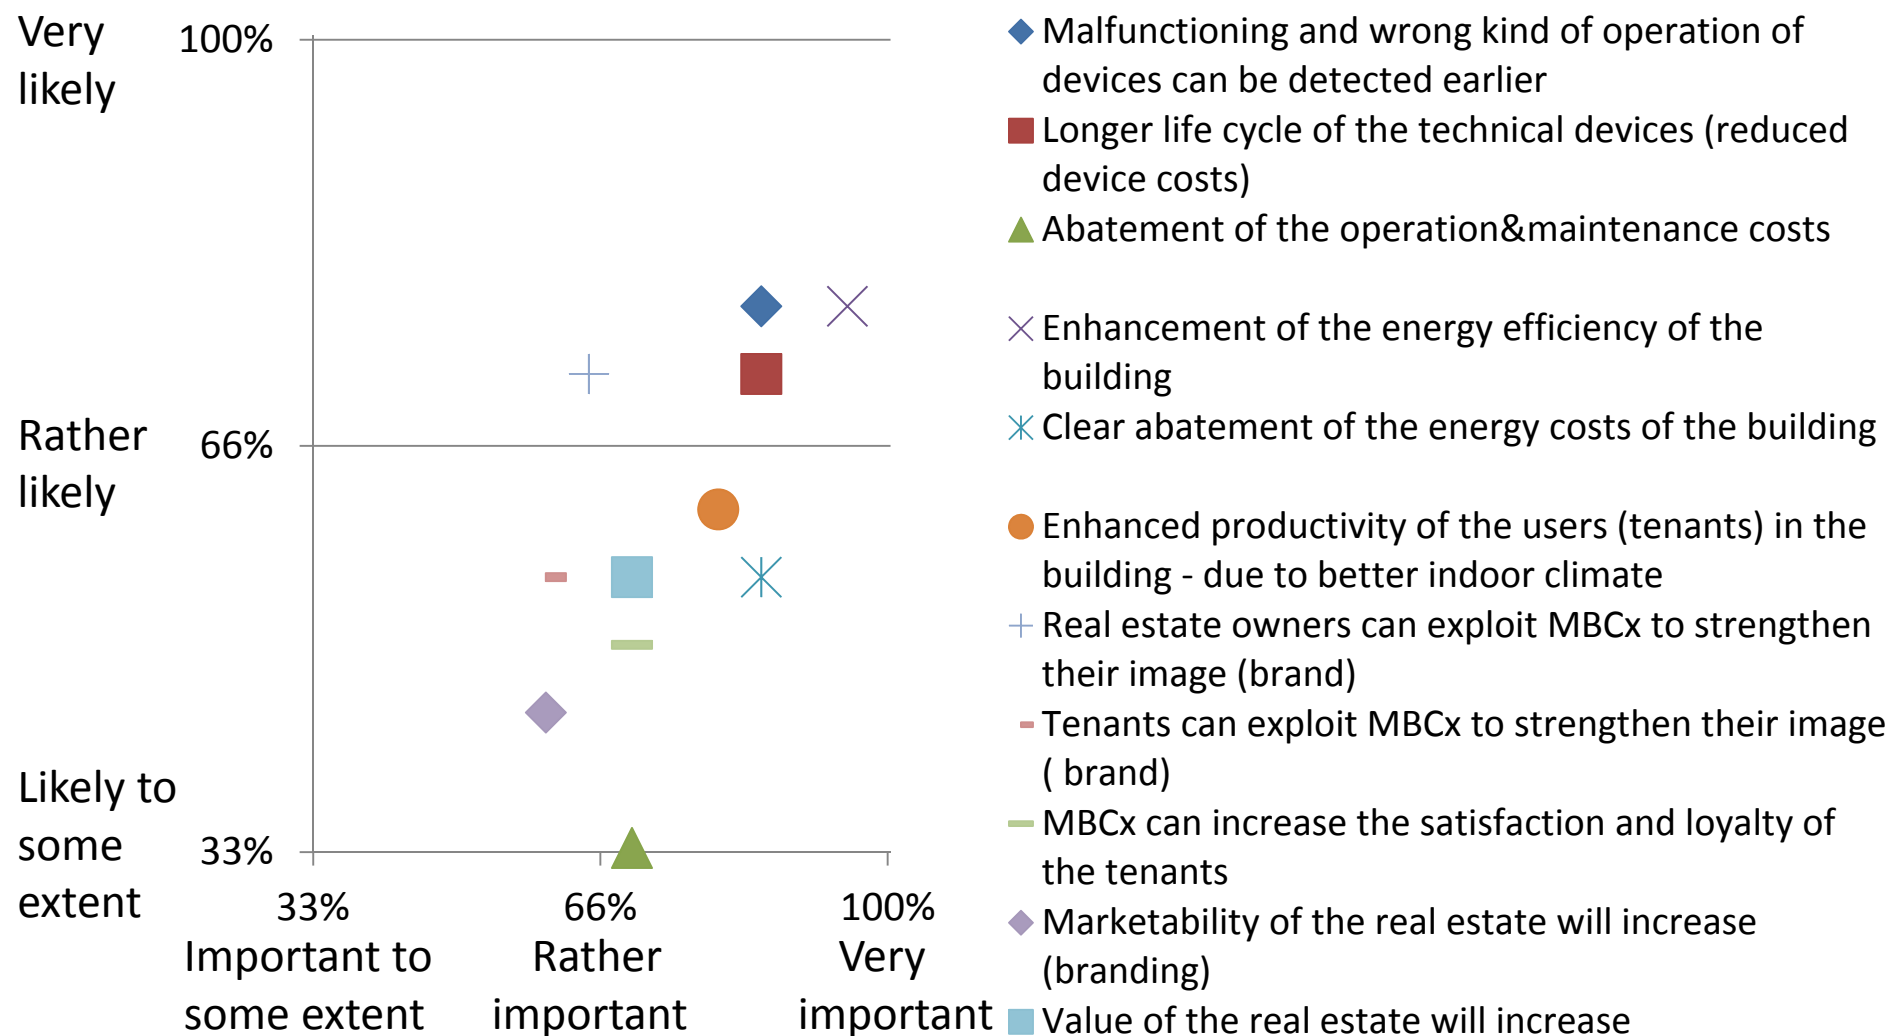 Very
likely
100%
Rather
likely
66%
Likely to
some
extent
33%
33%
66%
100%
Important to
some extent
Rather
important
Very
important
Malfunctioning and wrong kind of operation of
devices can be detected earlier
Longer life cycle of the technical devices (reduced
device costs)
Abatement of the operation&maintenance costs
Enhancement of the energy efficiency of the
building
Clear abatement of the energy costs of the building
Enhanced productivity of the users (tenants) in the
building - due to better indoor climate
Real estate owners can exploit MBCx to strengthen
their image (brand)
Tenants can exploit MBCx to strengthen their image
( brand)
MBCx can increase the satisfaction and loyalty of
the tenants
Marketability of the real estate will increase
(branding)
Value of the real estate will increase